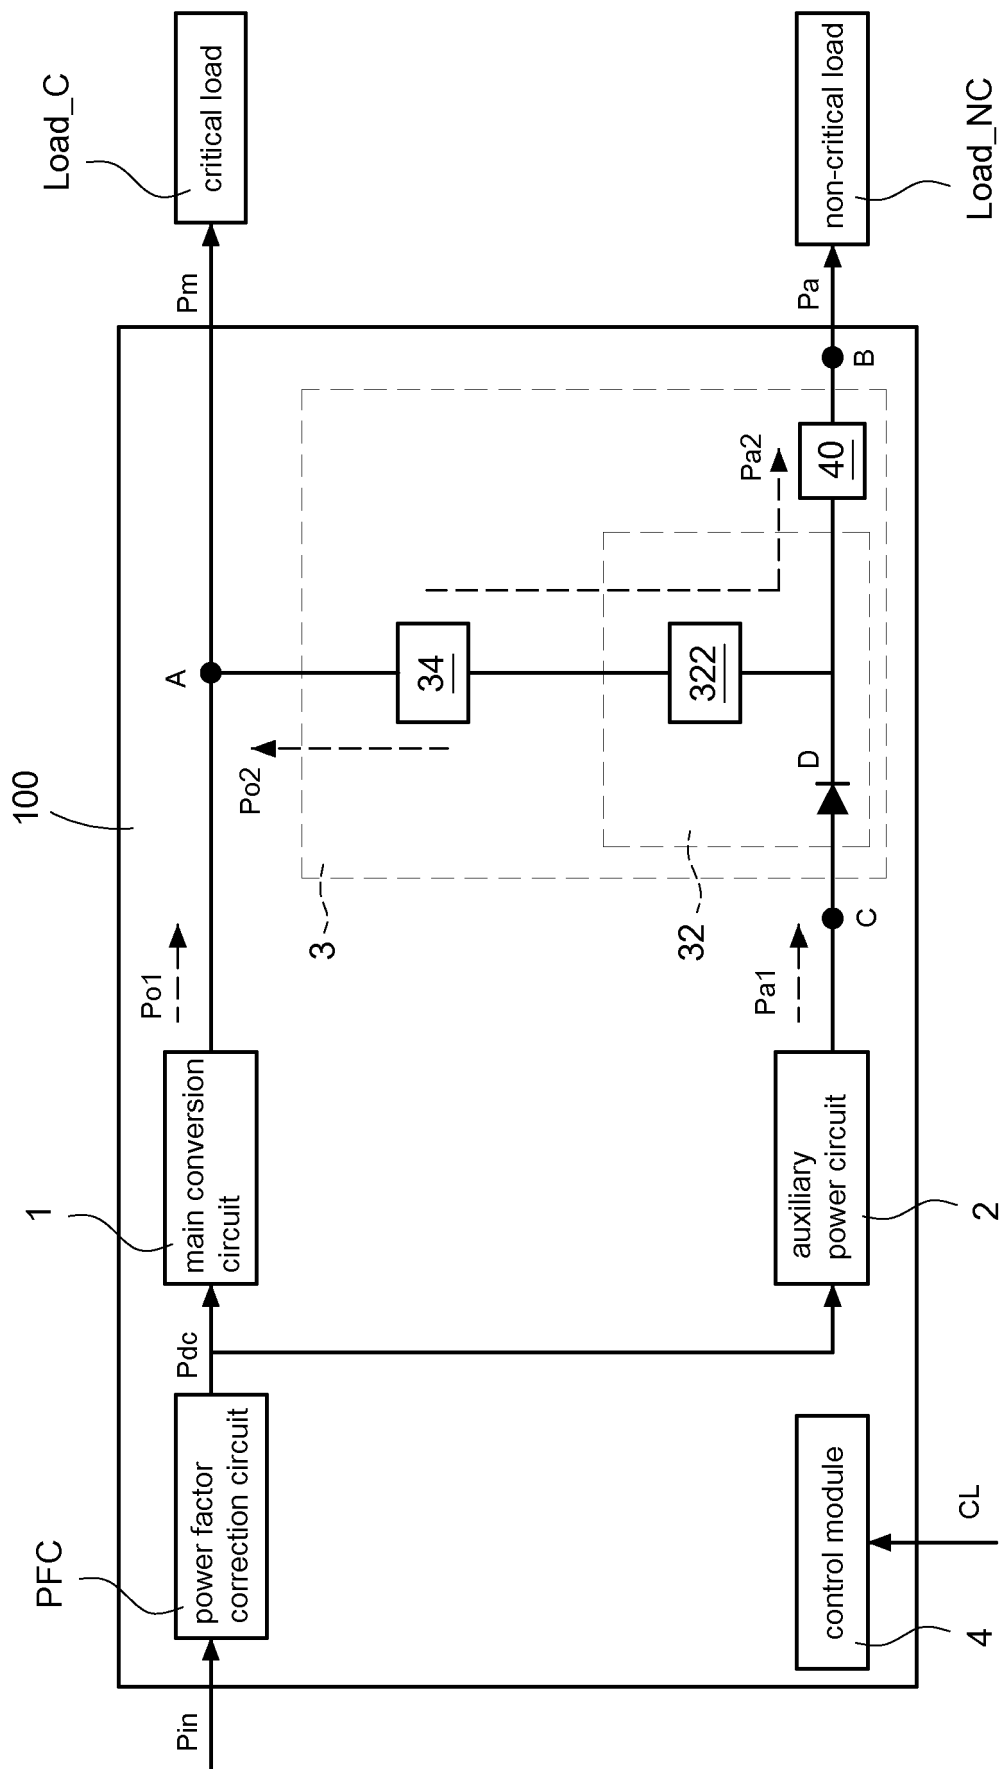 100
PFC
1
Load_C
Pin
power factor
correction circuit
Pdc
main conversion
circuit
Po1
A
Pm
critical load
Po2
34
3
322
32
Pa2
D
40
Pa1
C
B
Pa
non-critical load
Load_NC
auxiliary
power circuit
2
control module
4
CL